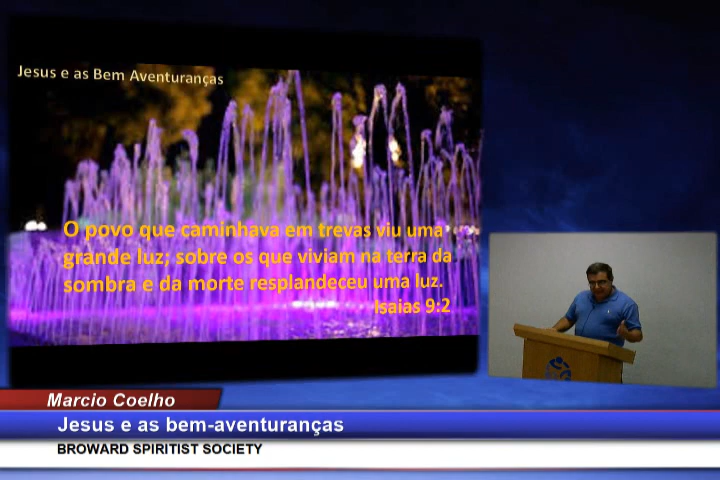 Jesus e as Bem Aventuranças
O povo que caminhava em trevas viu uma
grande luz; sobre os que viviam na terra da
sombra e da morte resplandeceu uma luz.
Isaias 9:2
Marcio Coelho
Jesus e as bem-aventuranças
BROWARD SPIRITIST SOCIETY